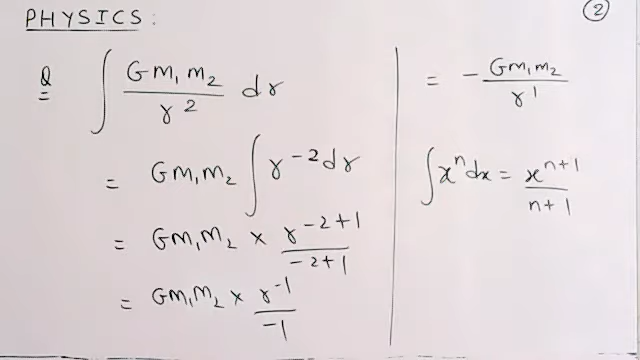 PHYSICS :
2
Q ∫ Gm₁m₂/r² dr
= Gm₁m₂ ∫ r⁻² dr
= Gm₁m₂ × r⁻²⁺¹/-2+1
= Gm₁m₂ × r⁻¹/-1
= - Gm₁m₂/r¹
∫xⁿdx = xⁿ⁺¹/n+1